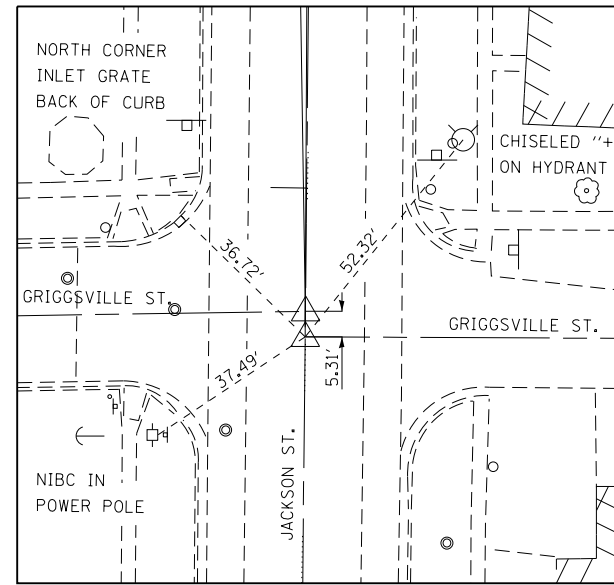 NORTH CORNER
INLET GRATE
BACK OF CURB
CHISELED "+
ON HYDRANT
36.72'
52.32'
GRIGGSVILLE ST.
GRIGGSVILLE ST.
37.49'
5.31'
JACKSON ST.
NIBC IN
POWER POLE